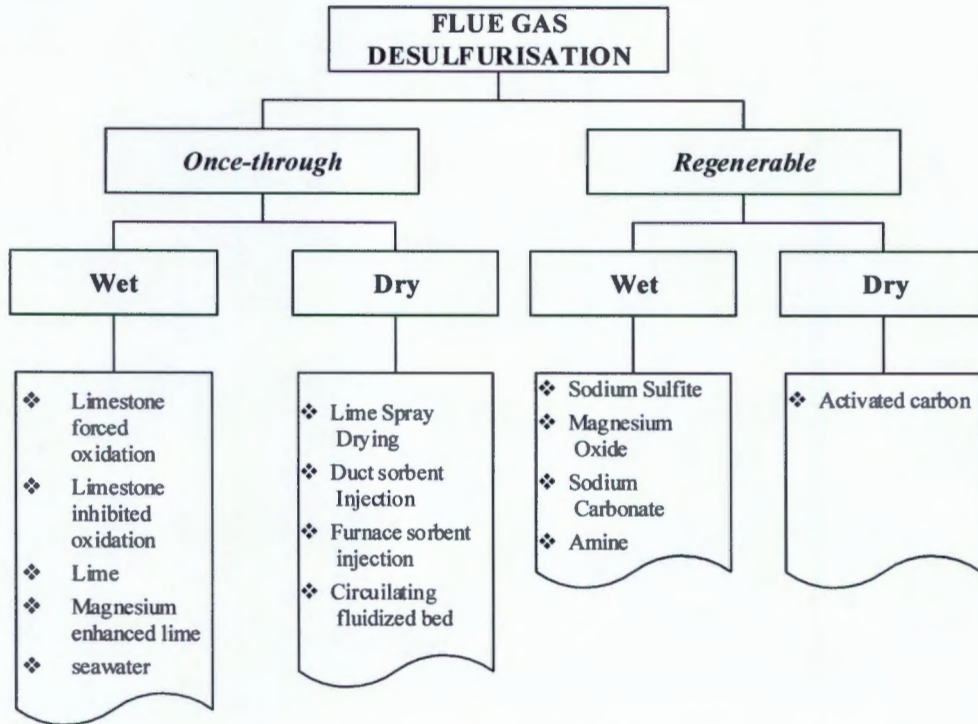 FLUE GAS
DESULFURISATION
Once-through
Regenerable
Wet
Dry
Wet
Dry
❖ Limestone
forced
oxidation
❖ Limestone
inhibited
oxidation
❖ Lime
❖ Magnesium
enhanced lime
❖ seawater
❖ Lime Spray
Drying
❖ Duct sorbent
Injection
❖ Furnace sorbent
injection
❖ Circuilating
fluidized bed
❖ Sodium Sulfite
❖ Magnesium
Oxide
❖ Sodium
Carbonate
❖ Amine
❖ Activated carbon